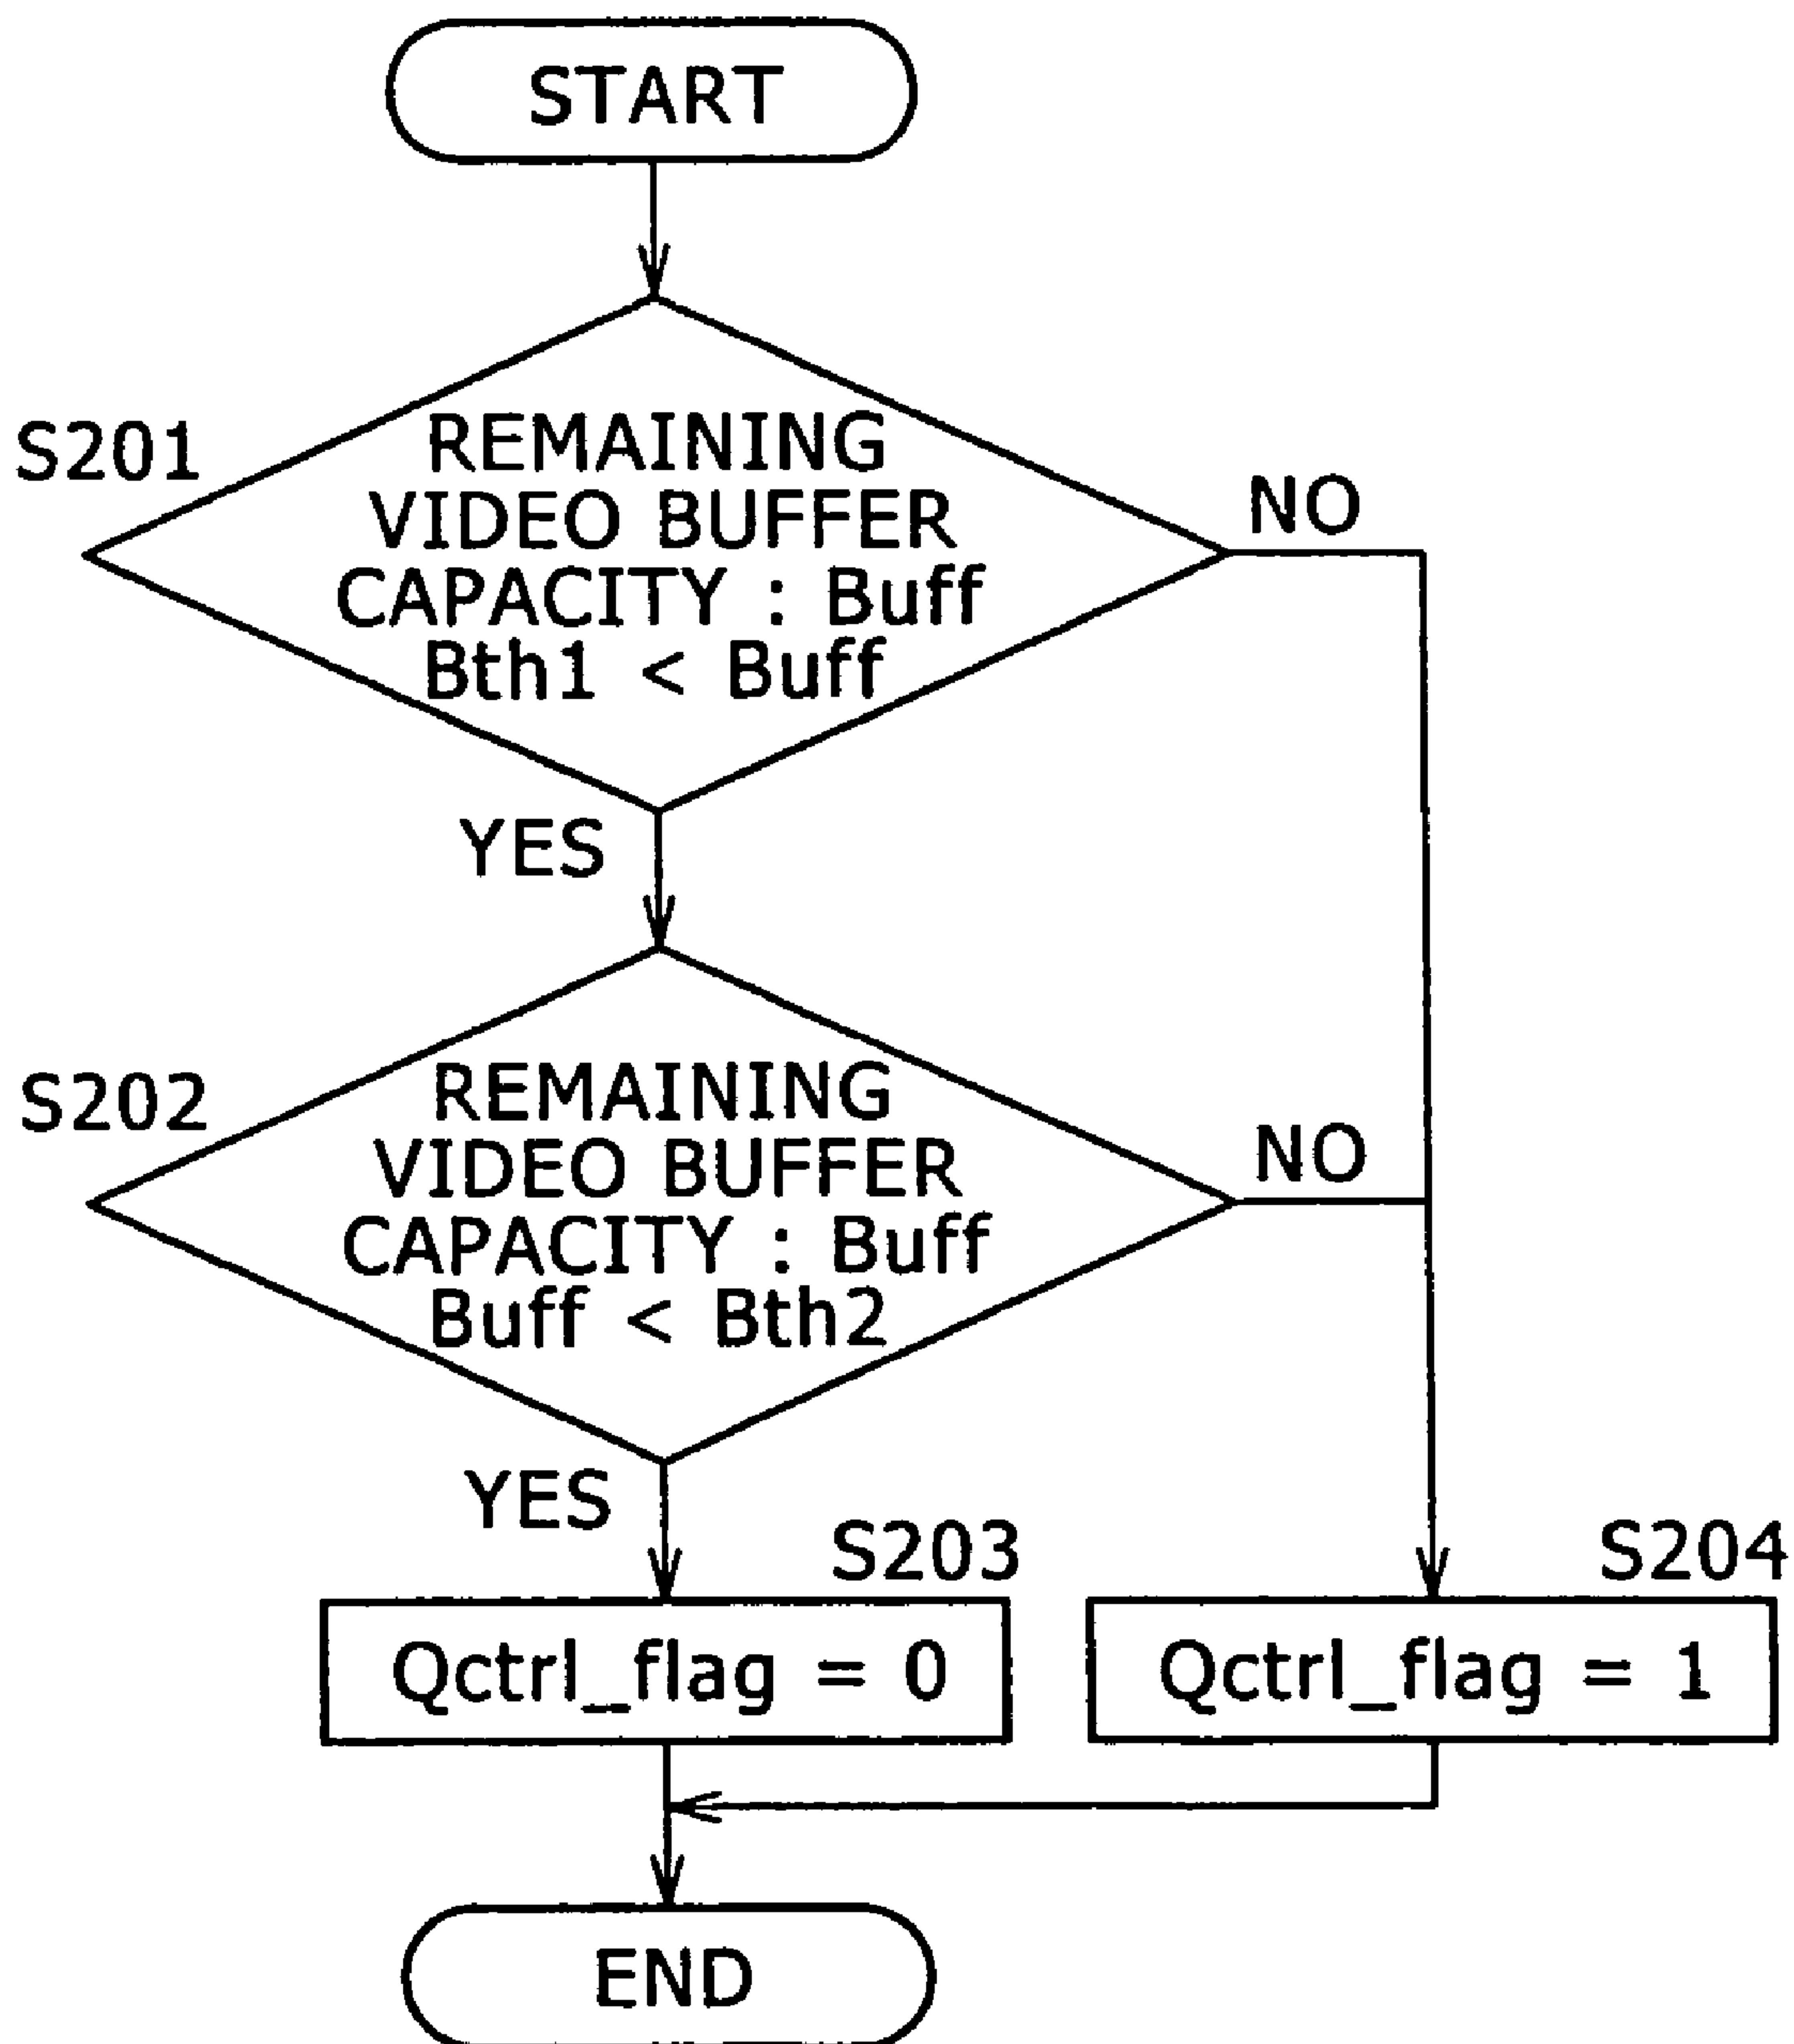 START
S201
REMAINING
VIDEO BUFFER
CAPACITY : Buff
Bth1 < Buff
NO
YES
S202
REMAINING
VIDEO BUFFER
CAPACITY : Buff
Buff < Bth2
NO
YES
S203
S204
Qctrl_flag = 0
Qctrl_flag = 1
END